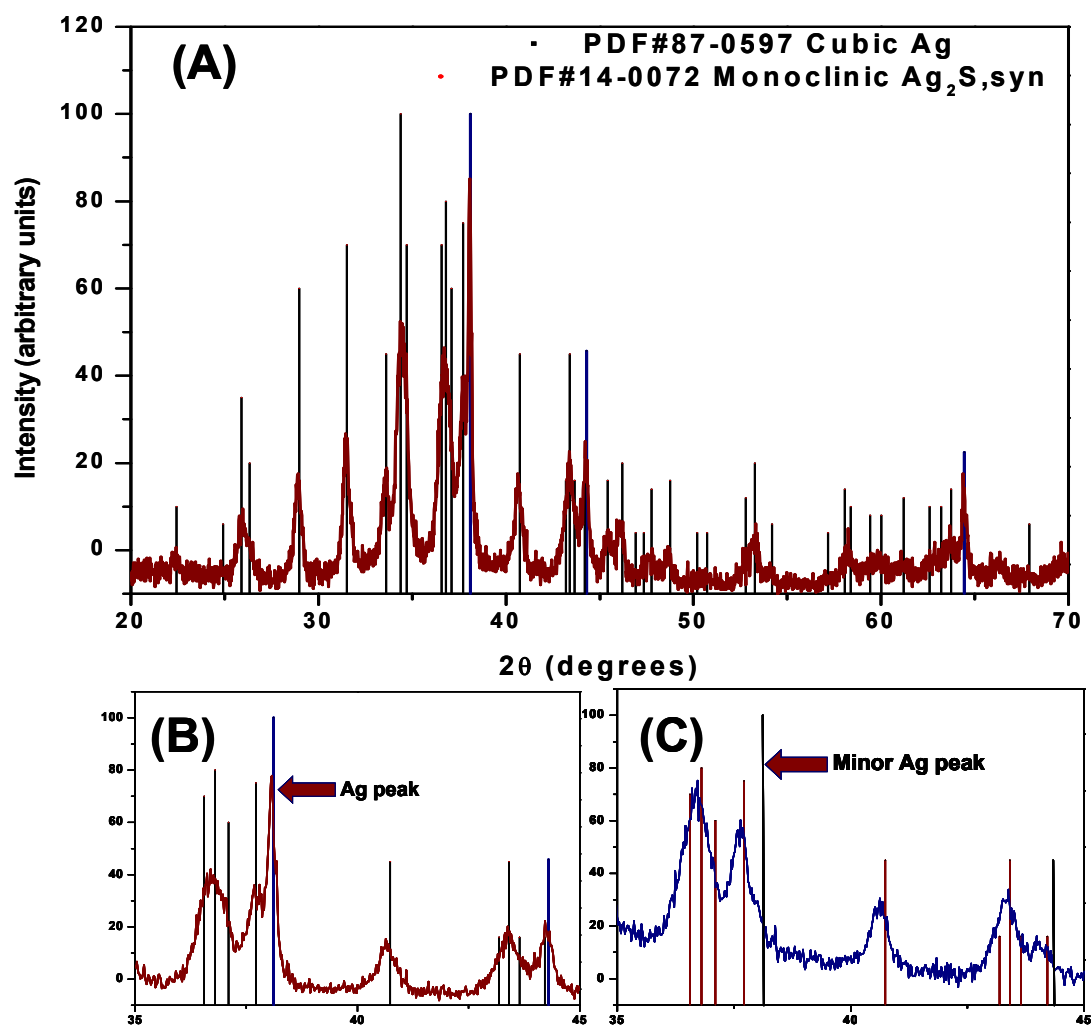 120
(A)
PDF#87-0597 Cubic Ag
PDF#14-0072 Monoclinic Ag₂S,syn
100
80
60
40
20
0
Intensity (arbitrary units)
20 30 40 50 60 70
2θ (degrees)
(B)
100
80
60
40
20
0
Ag peak
35 40 45
(C)
100
80
60
40
20
0
Minor Ag peak
35 40 45